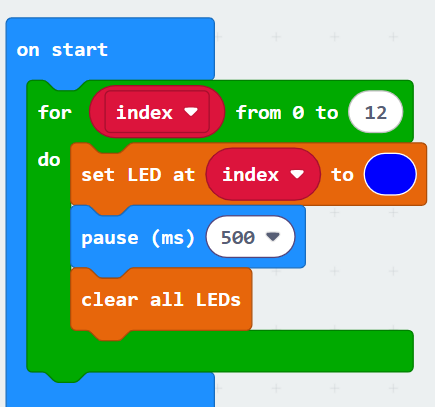 on start
for index from 0 to 12
do
set LED at index to
pause (ms) 500
clear all LEDs